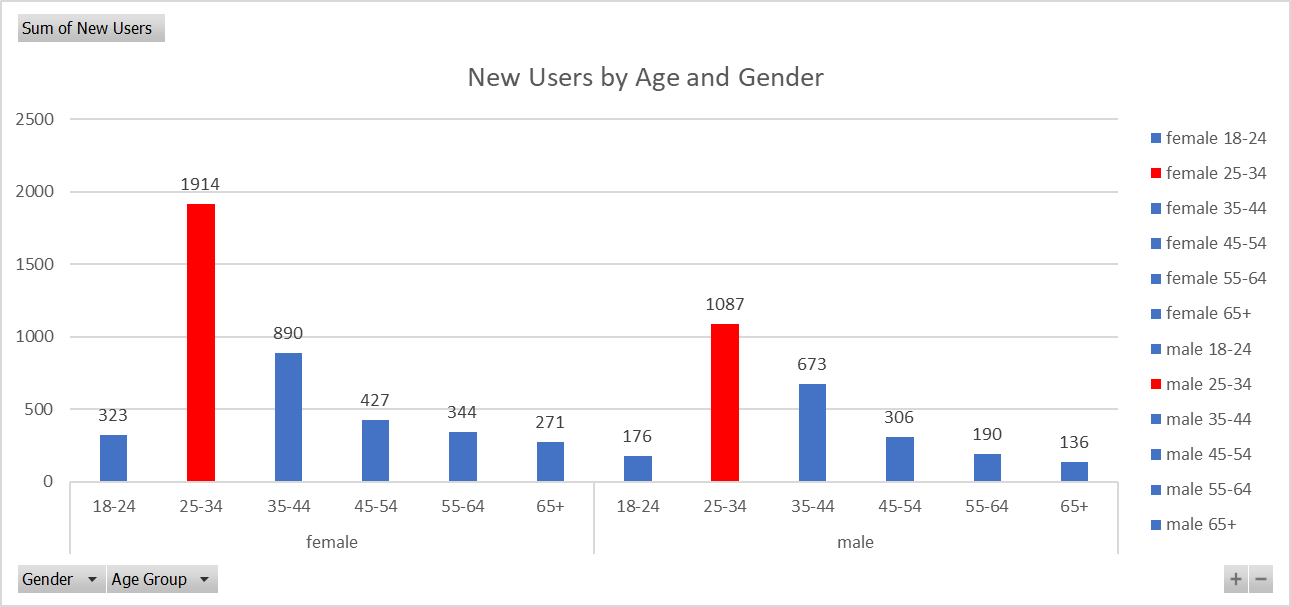 Sum of New Users
New Users by Age and Gender
2500
2000
1500
1000
500
0
323
1914
890
427
344
271
176
1087
673
306
190
136
18-24 25-34 35-44 45-54 55-64 65+ 18-24 25-34 35-44 45-54 55-64 65+
female male
female 18-24
female 25-34
female 35-44
female 45-54
female 55-64
female 65+
male 18-24
male 25-34
male 35-44
male 45-54
male 55-64
male 65+
Gender Age Group
+ −